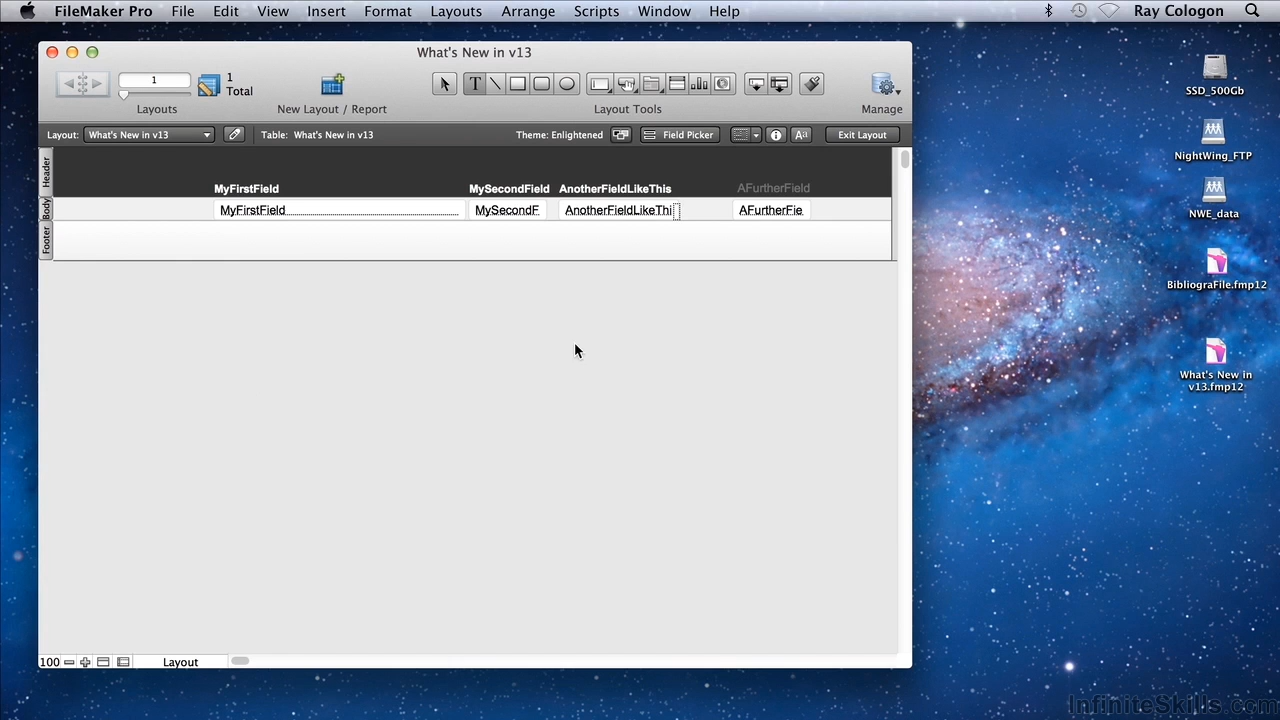 FileMaker Pro File Edit View Insert Format Layouts Arrange Scripts Window Help Ray Cologon
What's New in v13
1
1
Total
Layouts
New Layout / Report
Layout Tools
Manage
Layout: What's New in v13 Table: What's New in v13 Theme: Enlightened Field Picker Aa Exit Layout
Header
MyFirstField MySecondField AnotherFieldLikeThis AFurtherField
Body
MyFirstField MySecondF AnotherFieldLikeThi AFurtherFie
Footer
100 Layout
SSD_500Gb
NightWing_FTP
NWE_data
BibliograFile.fmp12
What's New in
v13.fmp12
InfiniteSkills.com